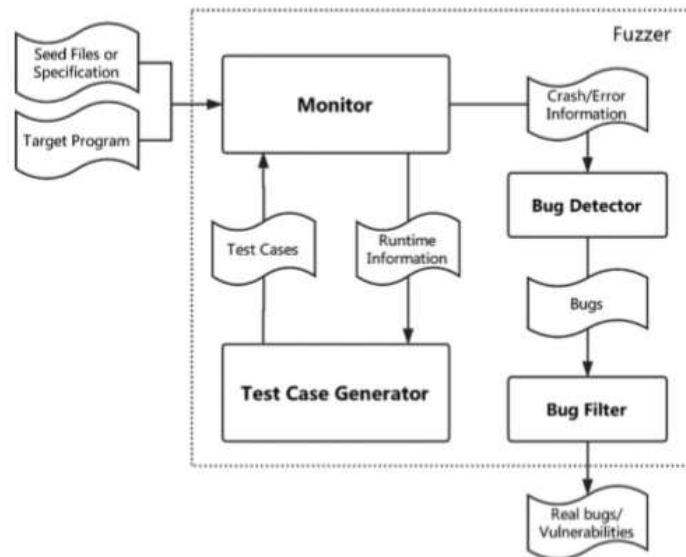 Fuzzer
Seed Files or
Specification
Target Program
Monitor
Crash/Error
Information
Bug Detector
Test Cases
Runtime
Information
Bugs
Test Case Generator
Bug Filter
Real bugs/
Vulnerabilities